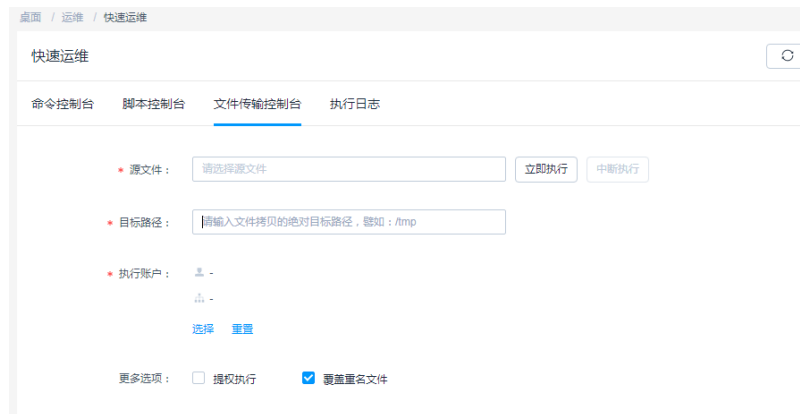 桌面 / 运维 / 快速运维
快速运维
命令控制台 脚本控制台 文件传输控制台 执行日志
* 源文件： 请选择源文件 立即执行 中断执行
* 目标路径： 请输入文件拷贝的绝对目标路径，譬如：/tmp
* 执行账户： -
-
选择 重置
更多选项： 提权执行 覆盖重名文件